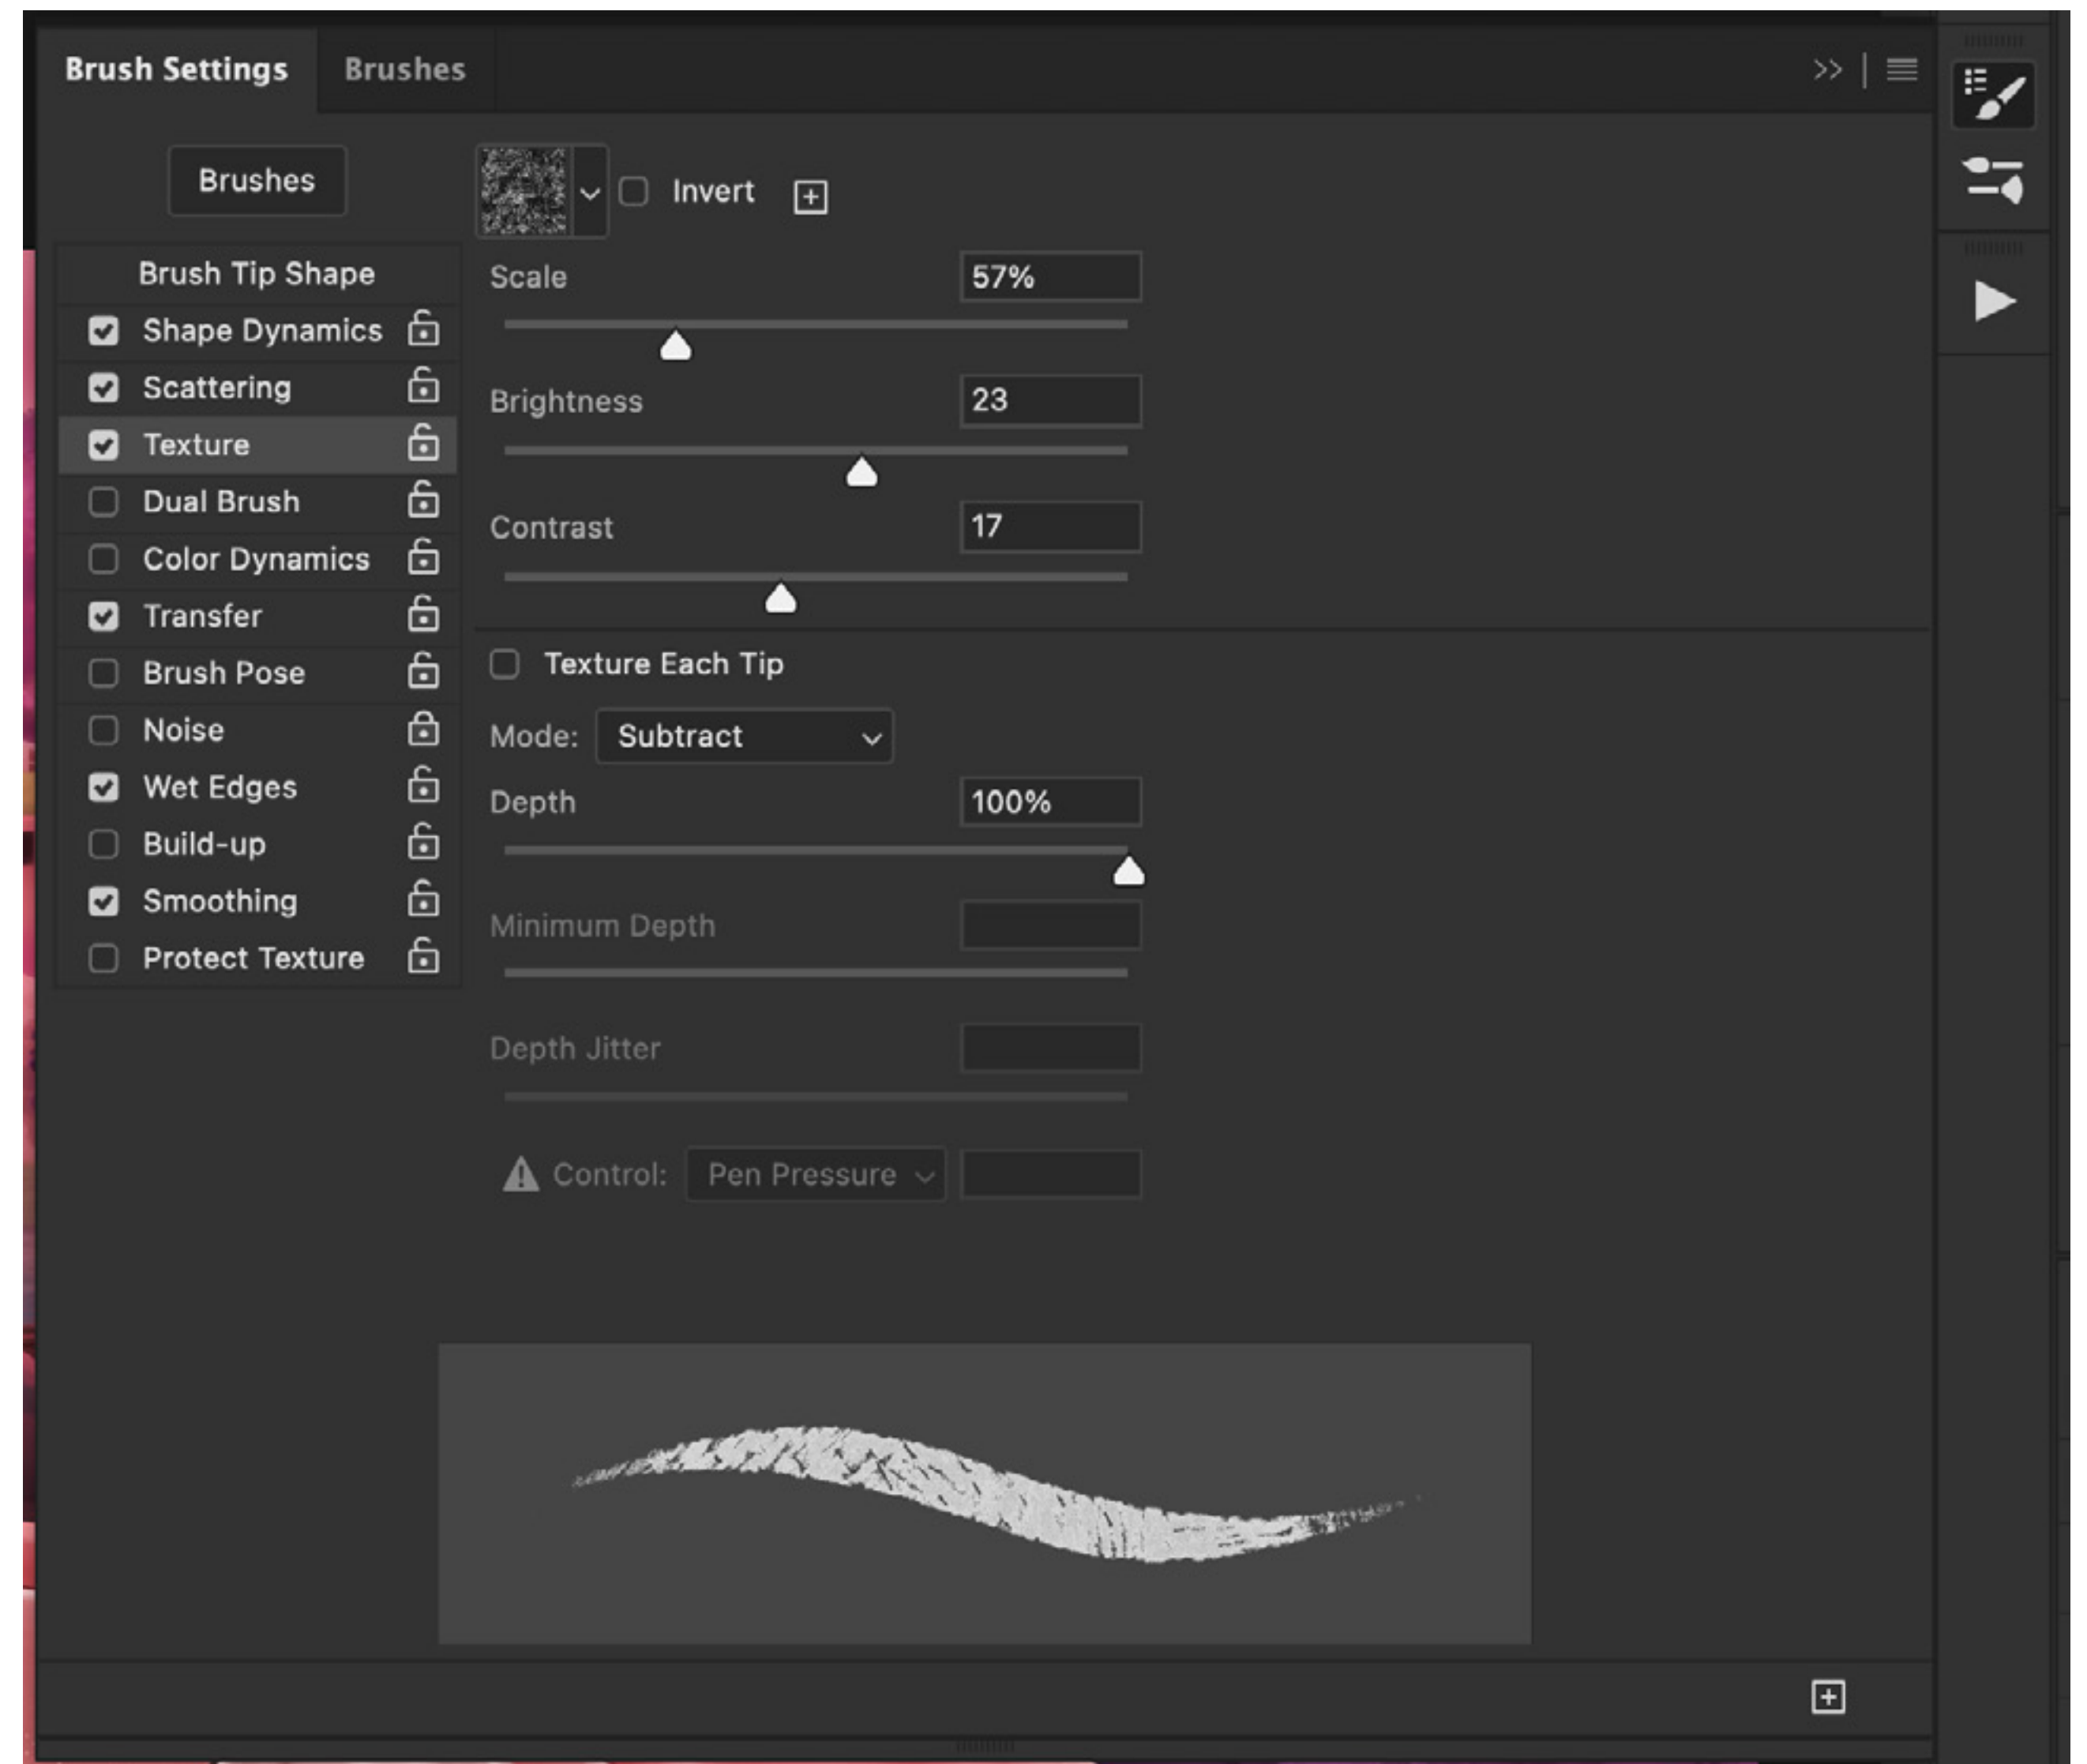 Brush Settings Brushes
Brushes
Invert
Brush Tip Shape
Shape Dynamics
Scattering
Texture
Dual Brush
Color Dynamics
Transfer
Brush Pose
Noise
Wet Edges
Build-up
Smoothing
Protect Texture
Scale 57%
Brightness 23
Contrast 17
Texture Each Tip
Mode: Subtract
Depth 100%
Minimum Depth
Depth Jitter
Control: Pen Pressure